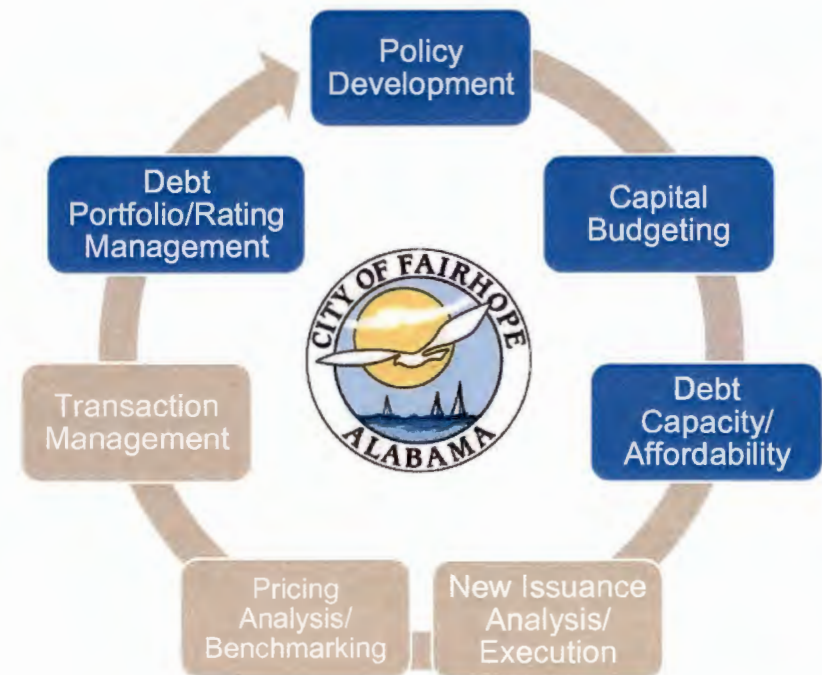 Policy
Development
Capital
Budgeting
Debt
Capacity/
Affordability
New Issuance
Analysis/
Execution
Pricing
Analysis/
Benchmarking
Transaction
Management
Debt
Portfolio/Rating
Management
CITY OF FAIRHOPE
ALABAMA